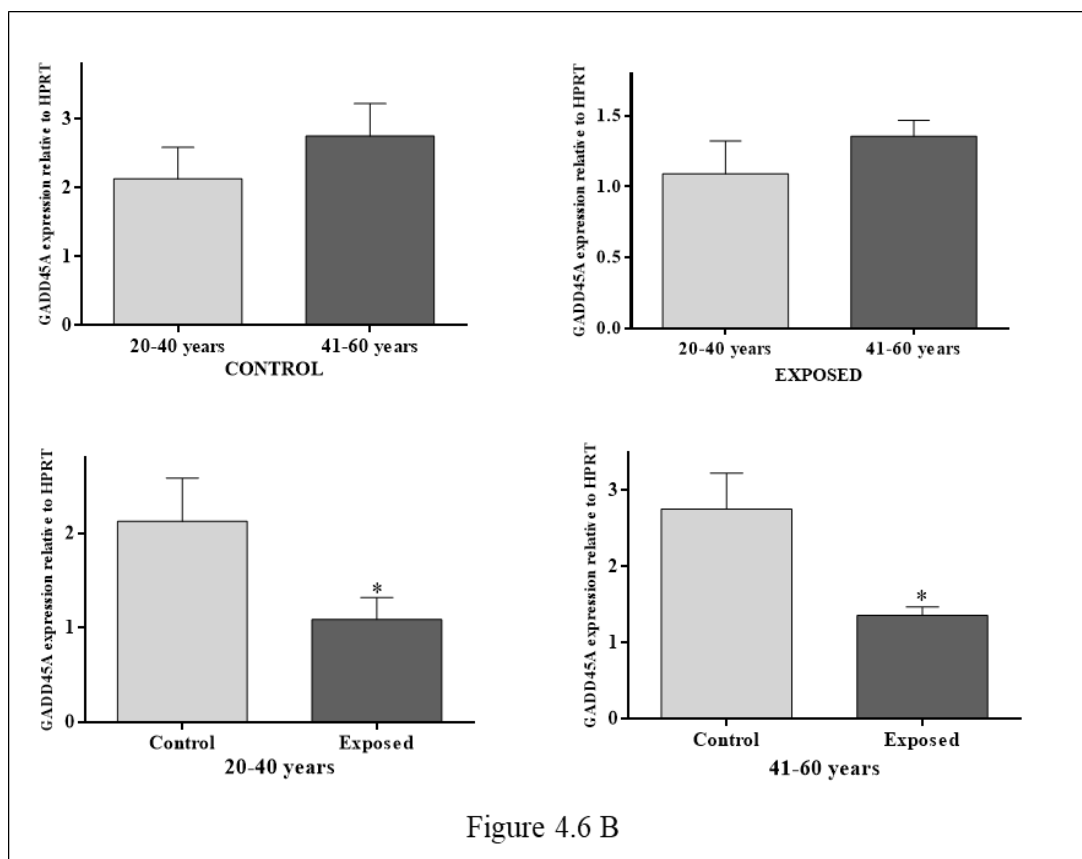 GADD45A expression relative to HPRT
3
2
1
0
20-40 years 41-60 years
CONTROL
GADD45A expression relative to HPRT
1.5
1.0
0.5
0.0
20-40 years 41-60 years
EXPOSED
GADD45A expression relative to HPRT
2
1
0
*
Control Exposed
20-40 years
GADD45A expression relative to HPRT
3
2
1
0
*
Control Exposed
41-60 years
Figure 4.6 B